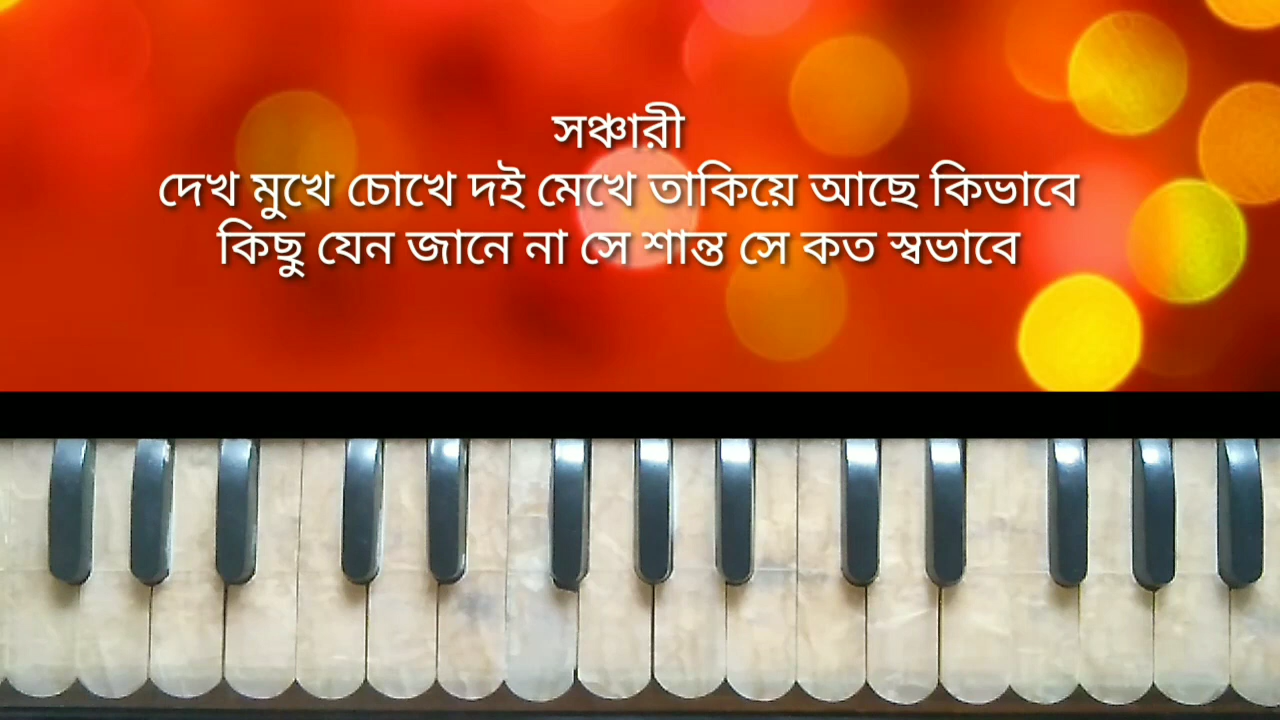 সঞ্চারী
দেখ মুখে চোখে দই মেখে তাকিয়ে আছে কিভাবে
কিছু যেন জানে না সে শান্ত সে কত স্বভাবে